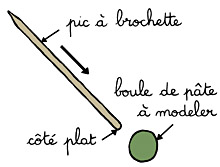 pic à brochette
boule de pâte
à modeler
côté plat